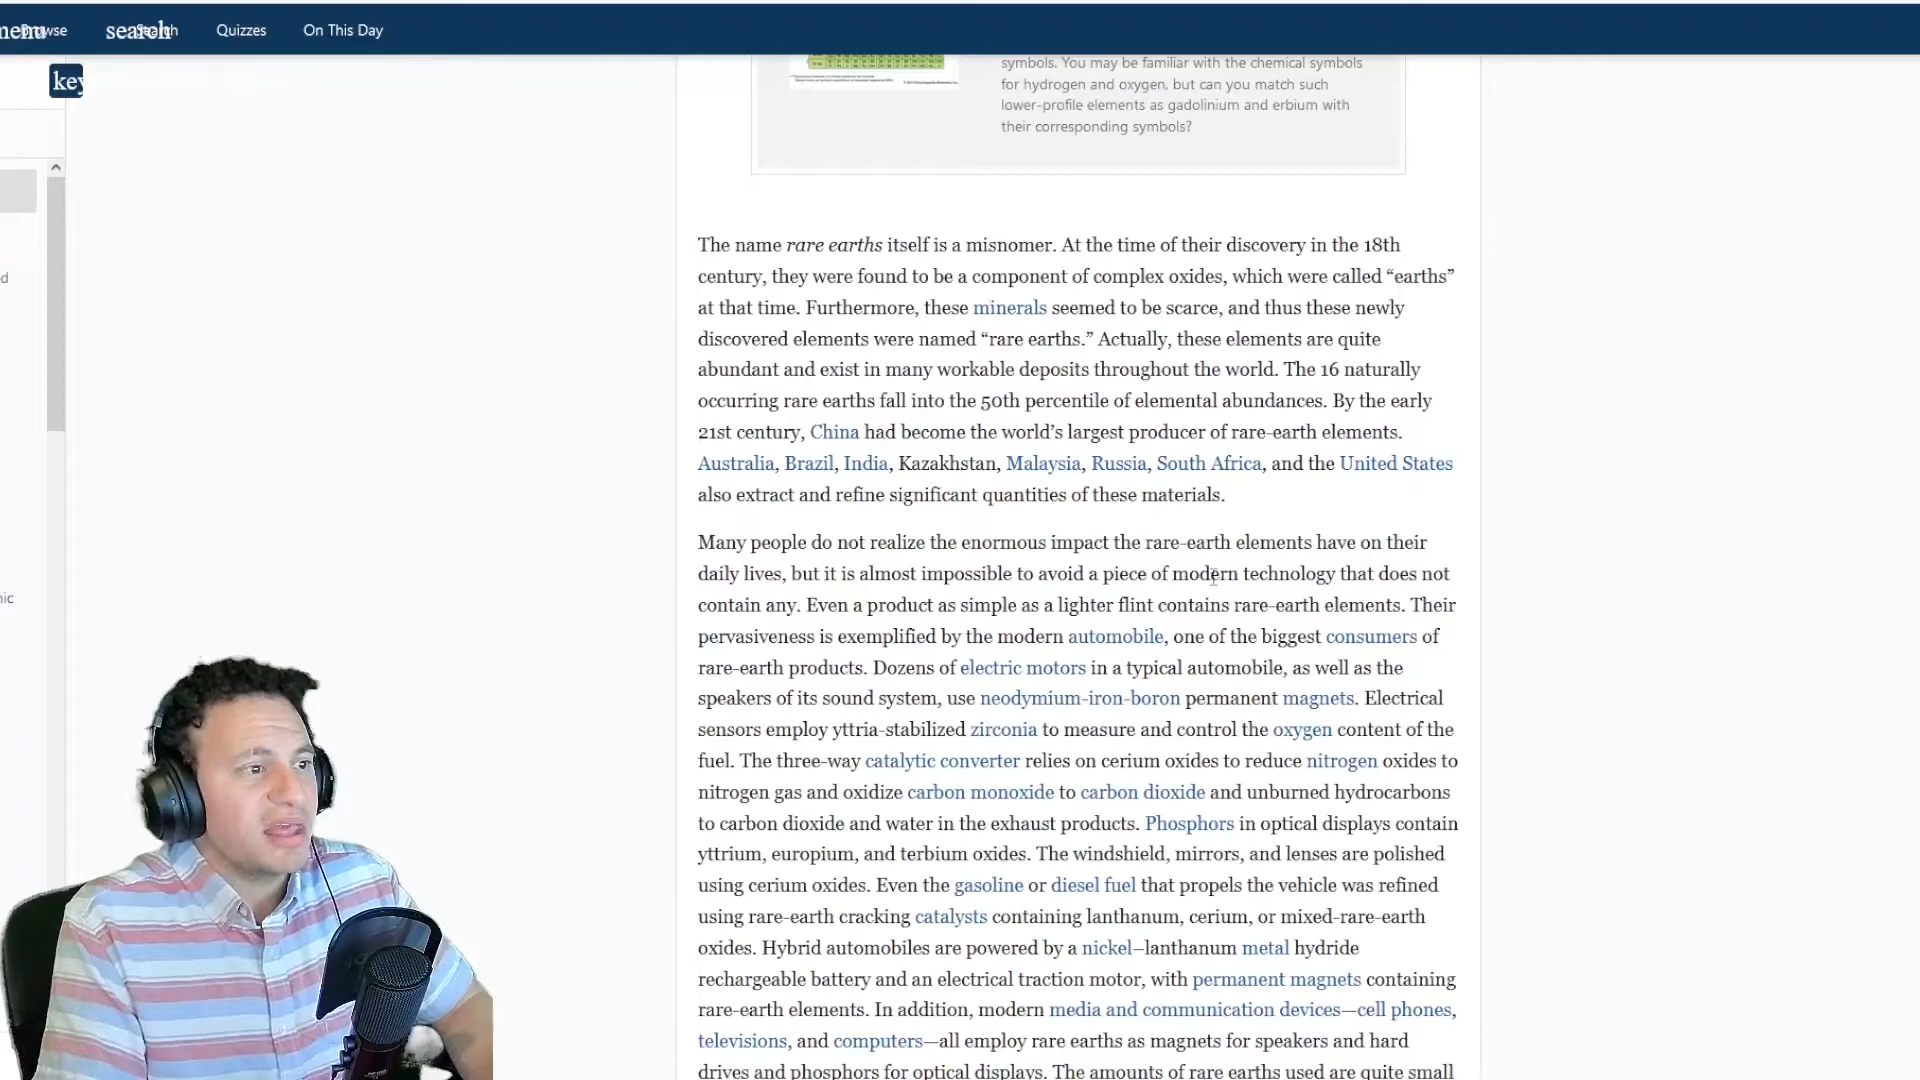 menu Browse search Search Quizzes On This Day
key
symbols. You may be familiar with the chemical symbols
for hydrogen and oxygen, but can you match such
lower-profile elements as gadolinium and erbium with
their corresponding symbols?
The name rare earths itself is a misnomer. At the time of their discovery in the 18th
century, they were found to be a component of complex oxides, which were called “earths”
at that time. Furthermore, these minerals seemed to be scarce, and thus these newly
discovered elements were named “rare earths.” Actually, these elements are quite
abundant and exist in many workable deposits throughout the world. The 16 naturally
occurring rare earths fall into the 50th percentile of elemental abundances. By the early
21st century, China had become the world’s largest producer of rare-earth elements.
Australia, Brazil, India, Kazakhstan, Malaysia, Russia, South Africa, and the United States
also extract and refine significant quantities of these materials.
Many people do not realize the enormous impact the rare-earth elements have on their
daily lives, but it is almost impossible to avoid a piece of modern technology that does not
contain any. Even a product as simple as a lighter flint contains rare-earth elements. Their
pervasiveness is exemplified by the modern automobile, one of the biggest consumers of
rare-earth products. Dozens of electric motors in a typical automobile, as well as the
speakers of its sound system, use neodymium-iron-boron permanent magnets. Electrical
sensors employ yttria-stabilized zirconia to measure and control the oxygen content of the
fuel. The three-way catalytic converter relies on cerium oxides to reduce nitrogen oxides to
nitrogen gas and oxidize carbon monoxide to carbon dioxide and unburned hydrocarbons
to carbon dioxide and water in the exhaust products. Phosphors in optical displays contain
yttrium, europium, and terbium oxides. The windshield, mirrors, and lenses are polished
using cerium oxides. Even the gasoline or diesel fuel that propels the vehicle was refined
using rare-earth cracking catalysts containing lanthanum, cerium, or mixed-rare-earth
oxides. Hybrid automobiles are powered by a nickel–lanthanum metal hydride
rechargeable battery and an electrical traction motor, with permanent magnets containing
rare-earth elements. In addition, modern media and communication devices—cell phones,
televisions, and computers—all employ rare earths as magnets for speakers and hard
drives and phosphors for optical displays. The amounts of rare earths used are quite small